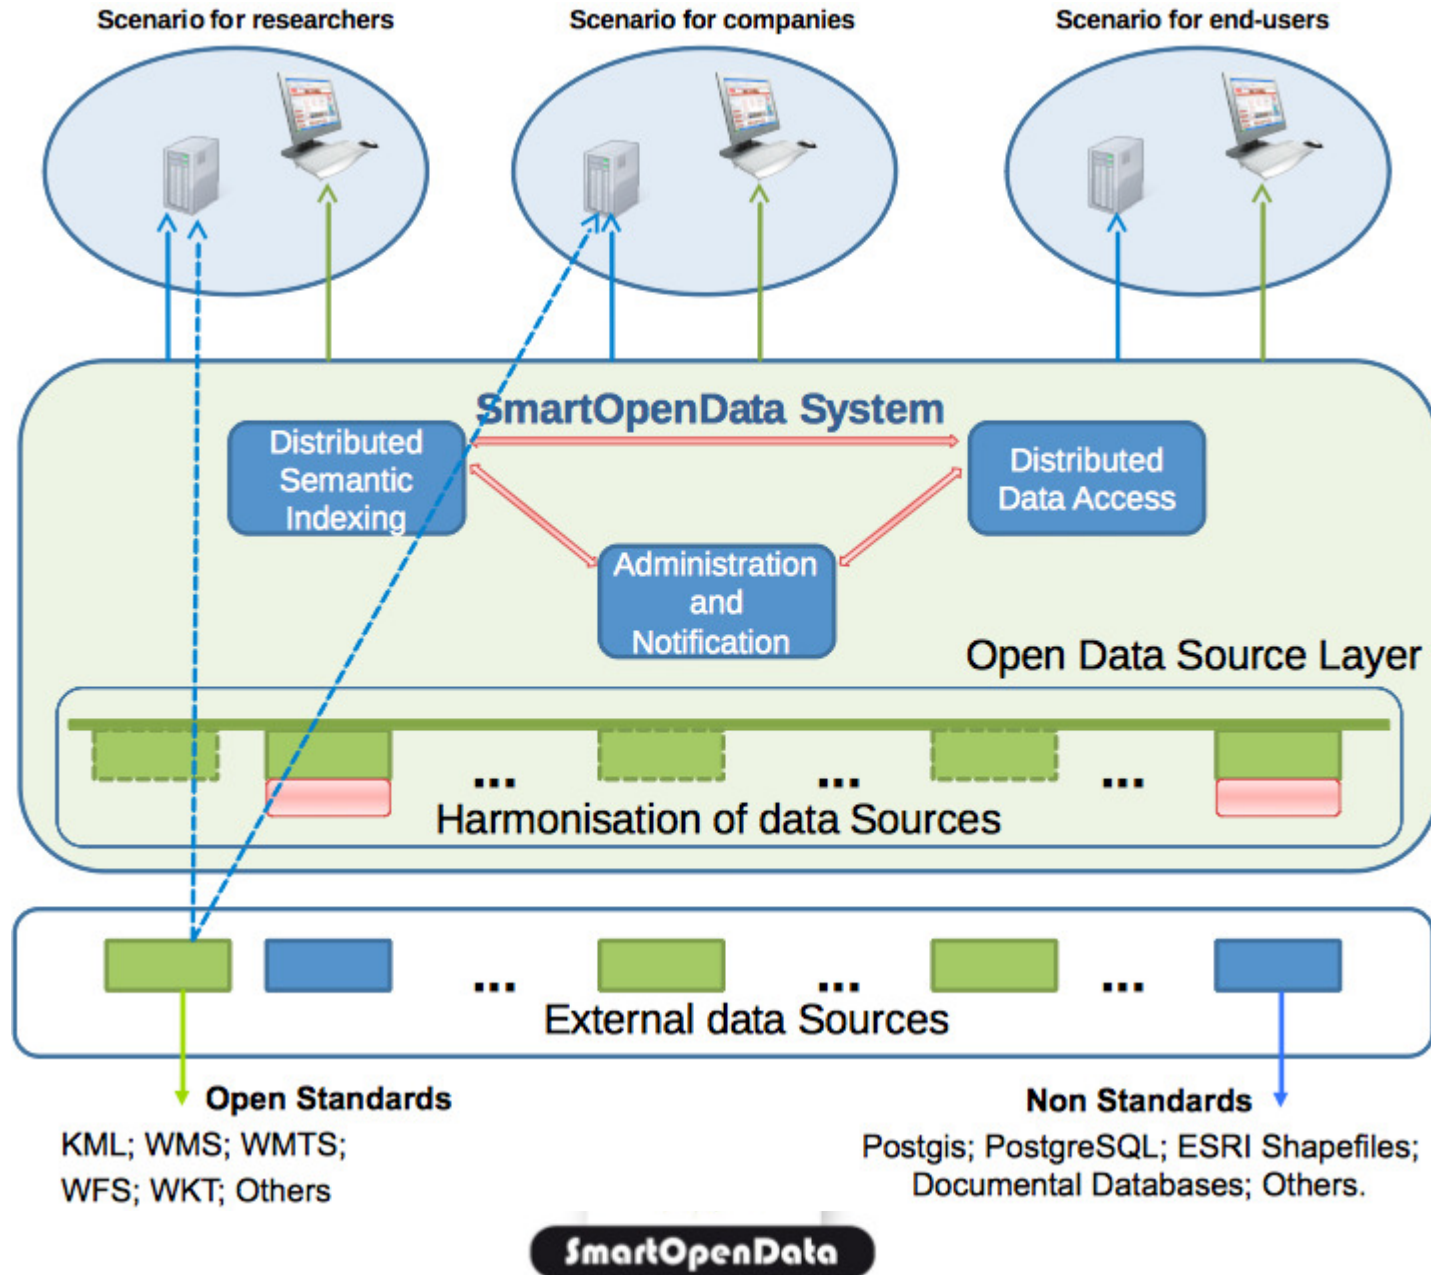 Scenario for researchers
Scenario for companies
Scenario for end-users
SmartOpenData System
Distributed
Semantic
Indexing
Distributed
Data Access
Administration
and
Notification
Open Data Source Layer
...
...
...
Harmonisation of data Sources
...
...
...
External data Sources
Open Standards
KML; WMS; WMTS;
WFS; WKT; Others
Non Standards
Postgis; PostgreSQL; ESRI Shapefiles;
Documental Databases; Others.
SmartOpenData